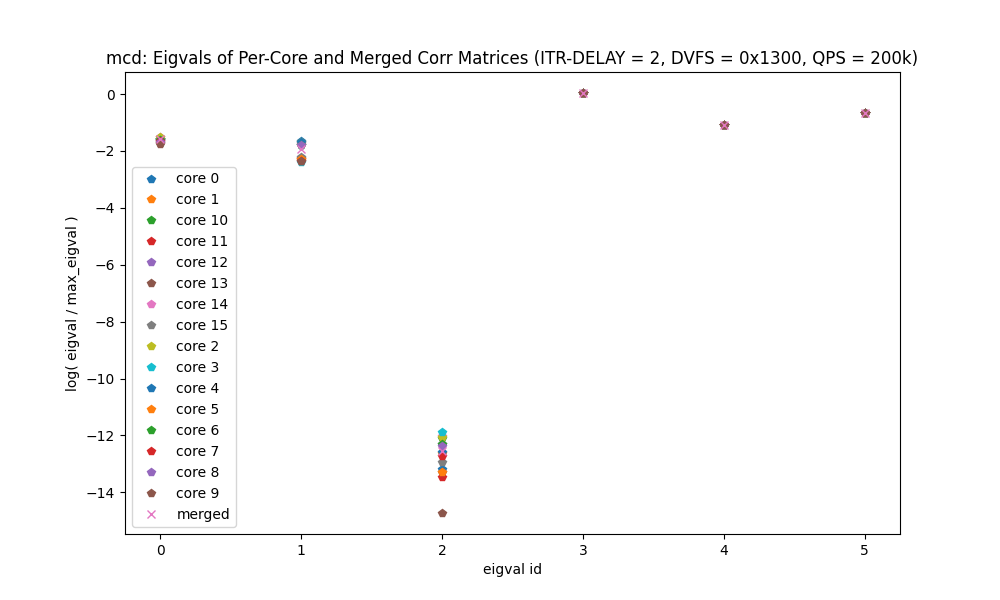 mcd: Eigvals of Per-Core and Merged Corr Matrices (ITR-DELAY = 2, DVFS = 0x1300, QPS = 200k)
0
−2
−4
−6
−8
−10
−12
−14
log( eigval / max_eigval )
core 0
core 1
core 10
core 11
core 12
core 13
core 14
core 15
core 2
core 3
core 4
core 5
core 6
core 7
core 8
core 9
merged
0 1 2 3 4 5
eigval id